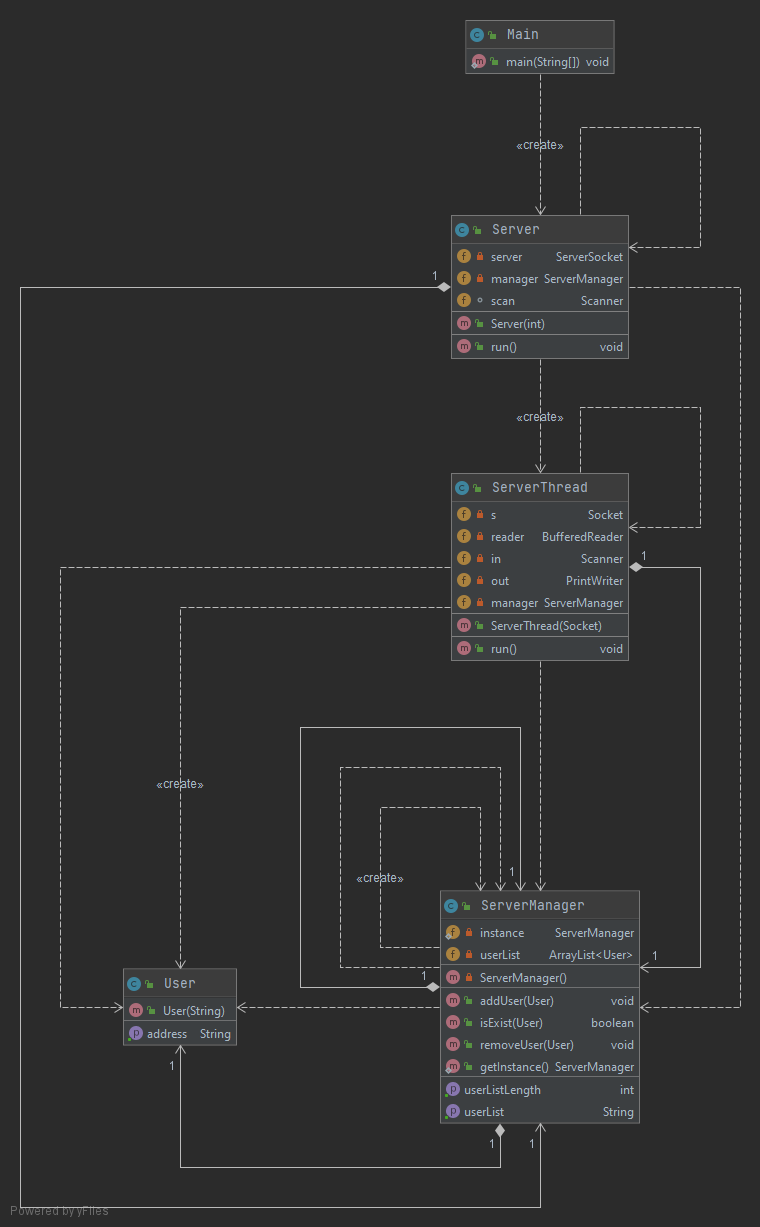 Main
main(String[]) void
«create»
Server
server ServerSocket
1
manager ServerManager
scan Scanner
Server(int)
run() void
«create»
ServerThread
s Socket
reader BufferedReader
1
in Scanner
out PrintWriter
manager ServerManager
ServerThread(Socket)
run() void
«create»
1
«create»
ServerManager
instance ServerManager
userList ArrayList<User>
1
1
ServerManager()
User
addUser(User) void
User(String)
isExist(User) boolean
address String
removeUser(User) void
1
getInstance() ServerManager
userListLength int
userList String
1
1
Powered by yFiles